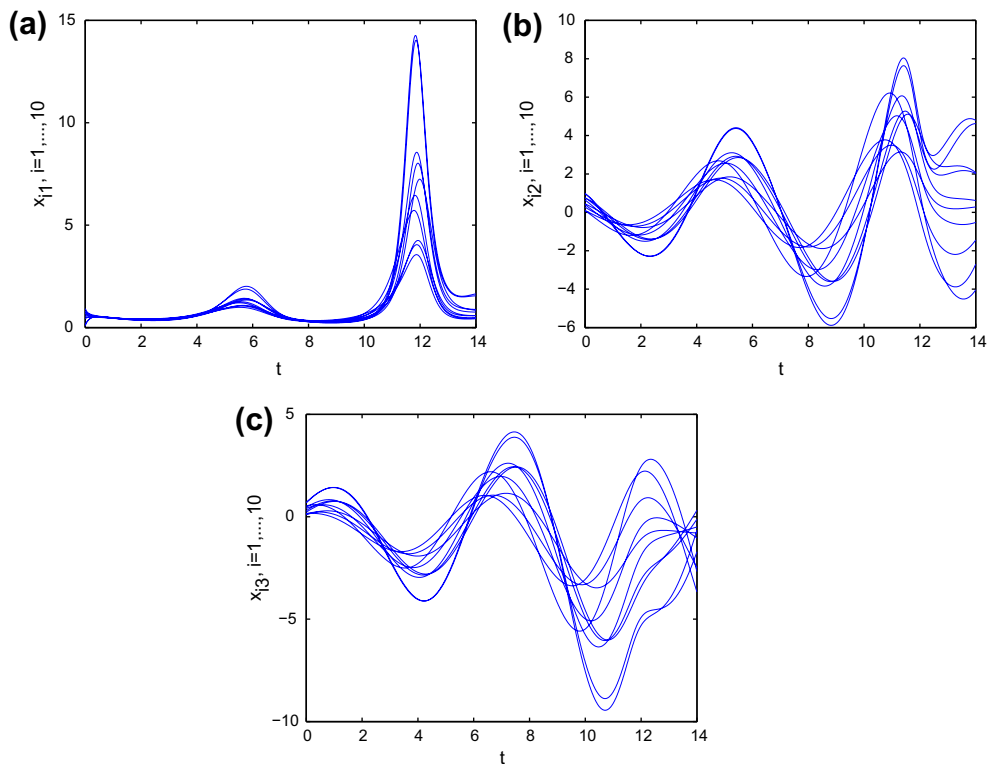 (a)
15
10
5
0
x_{i1}, i=1,...,10
0 2 4 6 8 10 12 14
t
(b)
10
8
6
4
2
0
−2
−4
−6
x_{i2}, i=1,...,10
0 2 4 6 8 10 12 14
t
(c)
5
0
−5
−10
x_{i3}, i=1,...,10
0 2 4 6 8 10 12 14
t